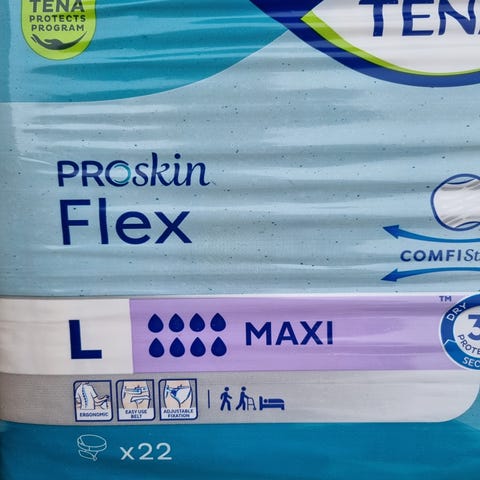 TENA
PROTECTS
PROGRAM
TENA
PROskin
Flex
COMFiSt
™
L
MAXI
DRY
3
PROTE
SEC
ERGONOMIC
EASY USE
BELT
ADJUSTABLE
FIXATION
x22